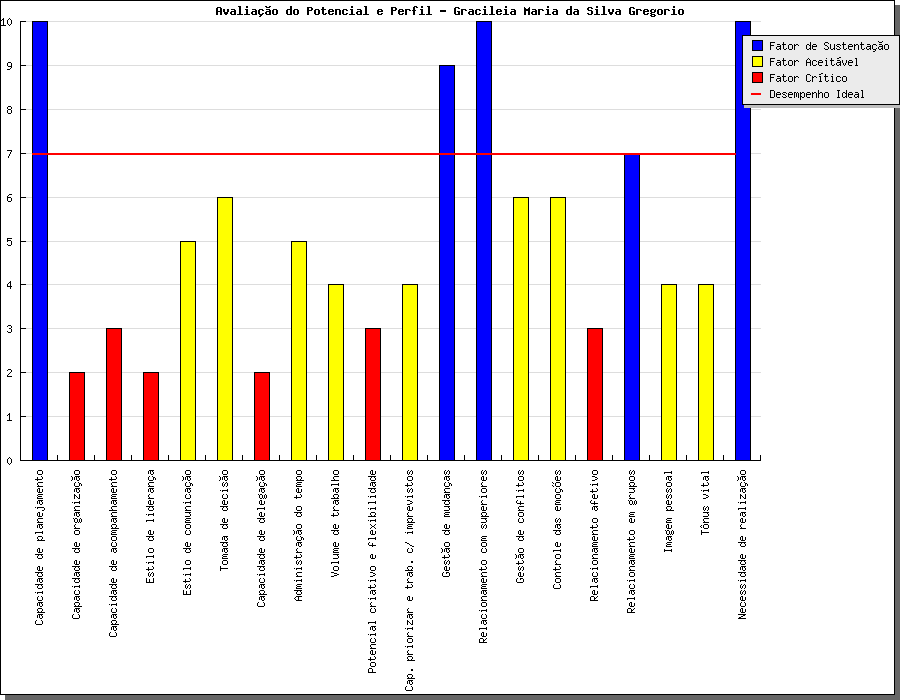 Avaliação do Potencial e Perfil - Gracileia Maria da Silva Gregorio
Fator de Sustentação
Fator Aceitável
Fator Crítico
Desempenho Ideal
10
9
8
7
6
5
4
3
2
1
0
Capacidade de planejamento
Capacidade de organização
Capacidade de acompanhamento
Estilo de liderança
Estilo de comunicação
Tomada de decisão
Capacidade de delegação
Administração do tempo
Volume de trabalho
Potencial criativo e flexibilidade
Cap. priorizar e trab. c/ imprevistos
Gestão de mudanças
Relacionamento com superiores
Gestão de conflitos
Controle das emoções
Relacionamento afetivo
Relacionamento em grupos
Imagem pessoal
Tônus vital
Necessidade de realização